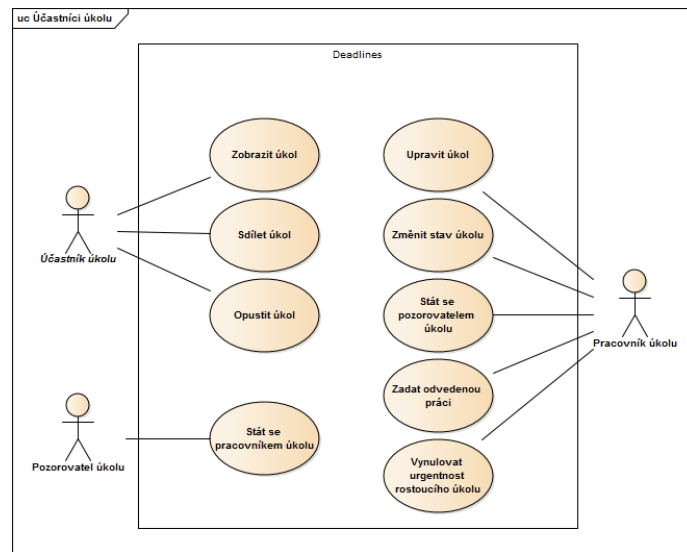 uc Účastníci úkolu
Deadlines
Zobrazit úkol
Upravit úkol
Sdílet úkol
Změnit stav úkolu
Účastník úkolu
Opustit úkol
Stát se
pozorovatelem
úkolu
Pracovník úkolu
Zadat odvedenou
práci
Stát se
pracovníkem úkolu
Pozorovatel úkolu
Vynulovat
urgentnost
rostoucího úkolu